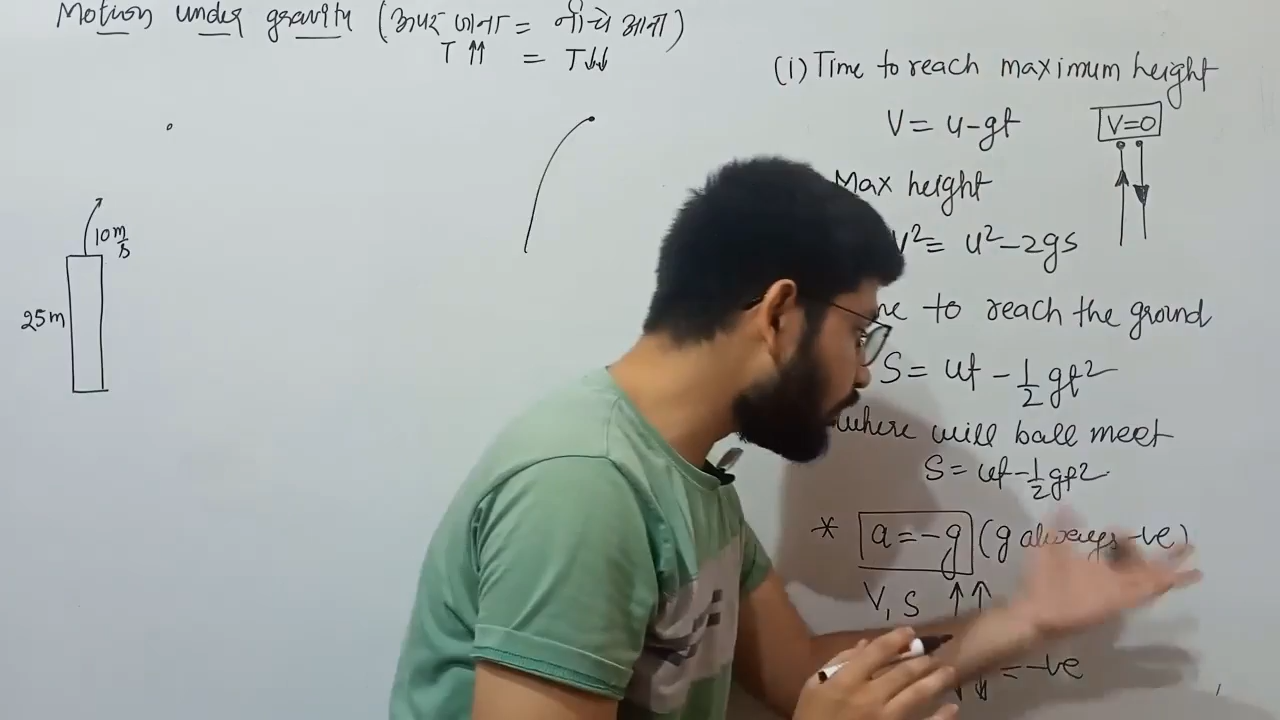 Motion under gravity (ऊपर जाना = नीचे आना)
T↑↑ = T↓↓
(i) Time to reach maximum height
V = u-gt
V=0
Max height
V²= u²-2gs
to reach the ground
S = ut - 1/2 gt²
where will ball meet
S = ut-1/2 gt²
* a=-g (g always -ve)
V, S ↑↑
↓↓ = -ve
10 m/s
25m